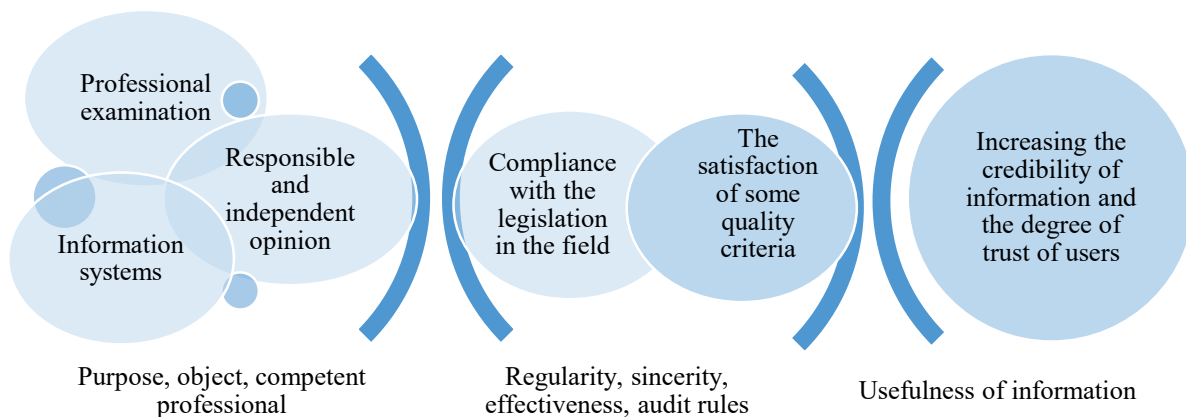 Professional
examination
Responsible
and
independent
opinion
Information
systems
Compliance
with the
legislation
in the field
The
satisfaction
of some
quality
criteria
Increasing the
credibility of
information and
the degree of
trust of users
Purpose, object, competent
professional
Regularity, sincerity,
effectiveness, audit rules
Usefulness of information